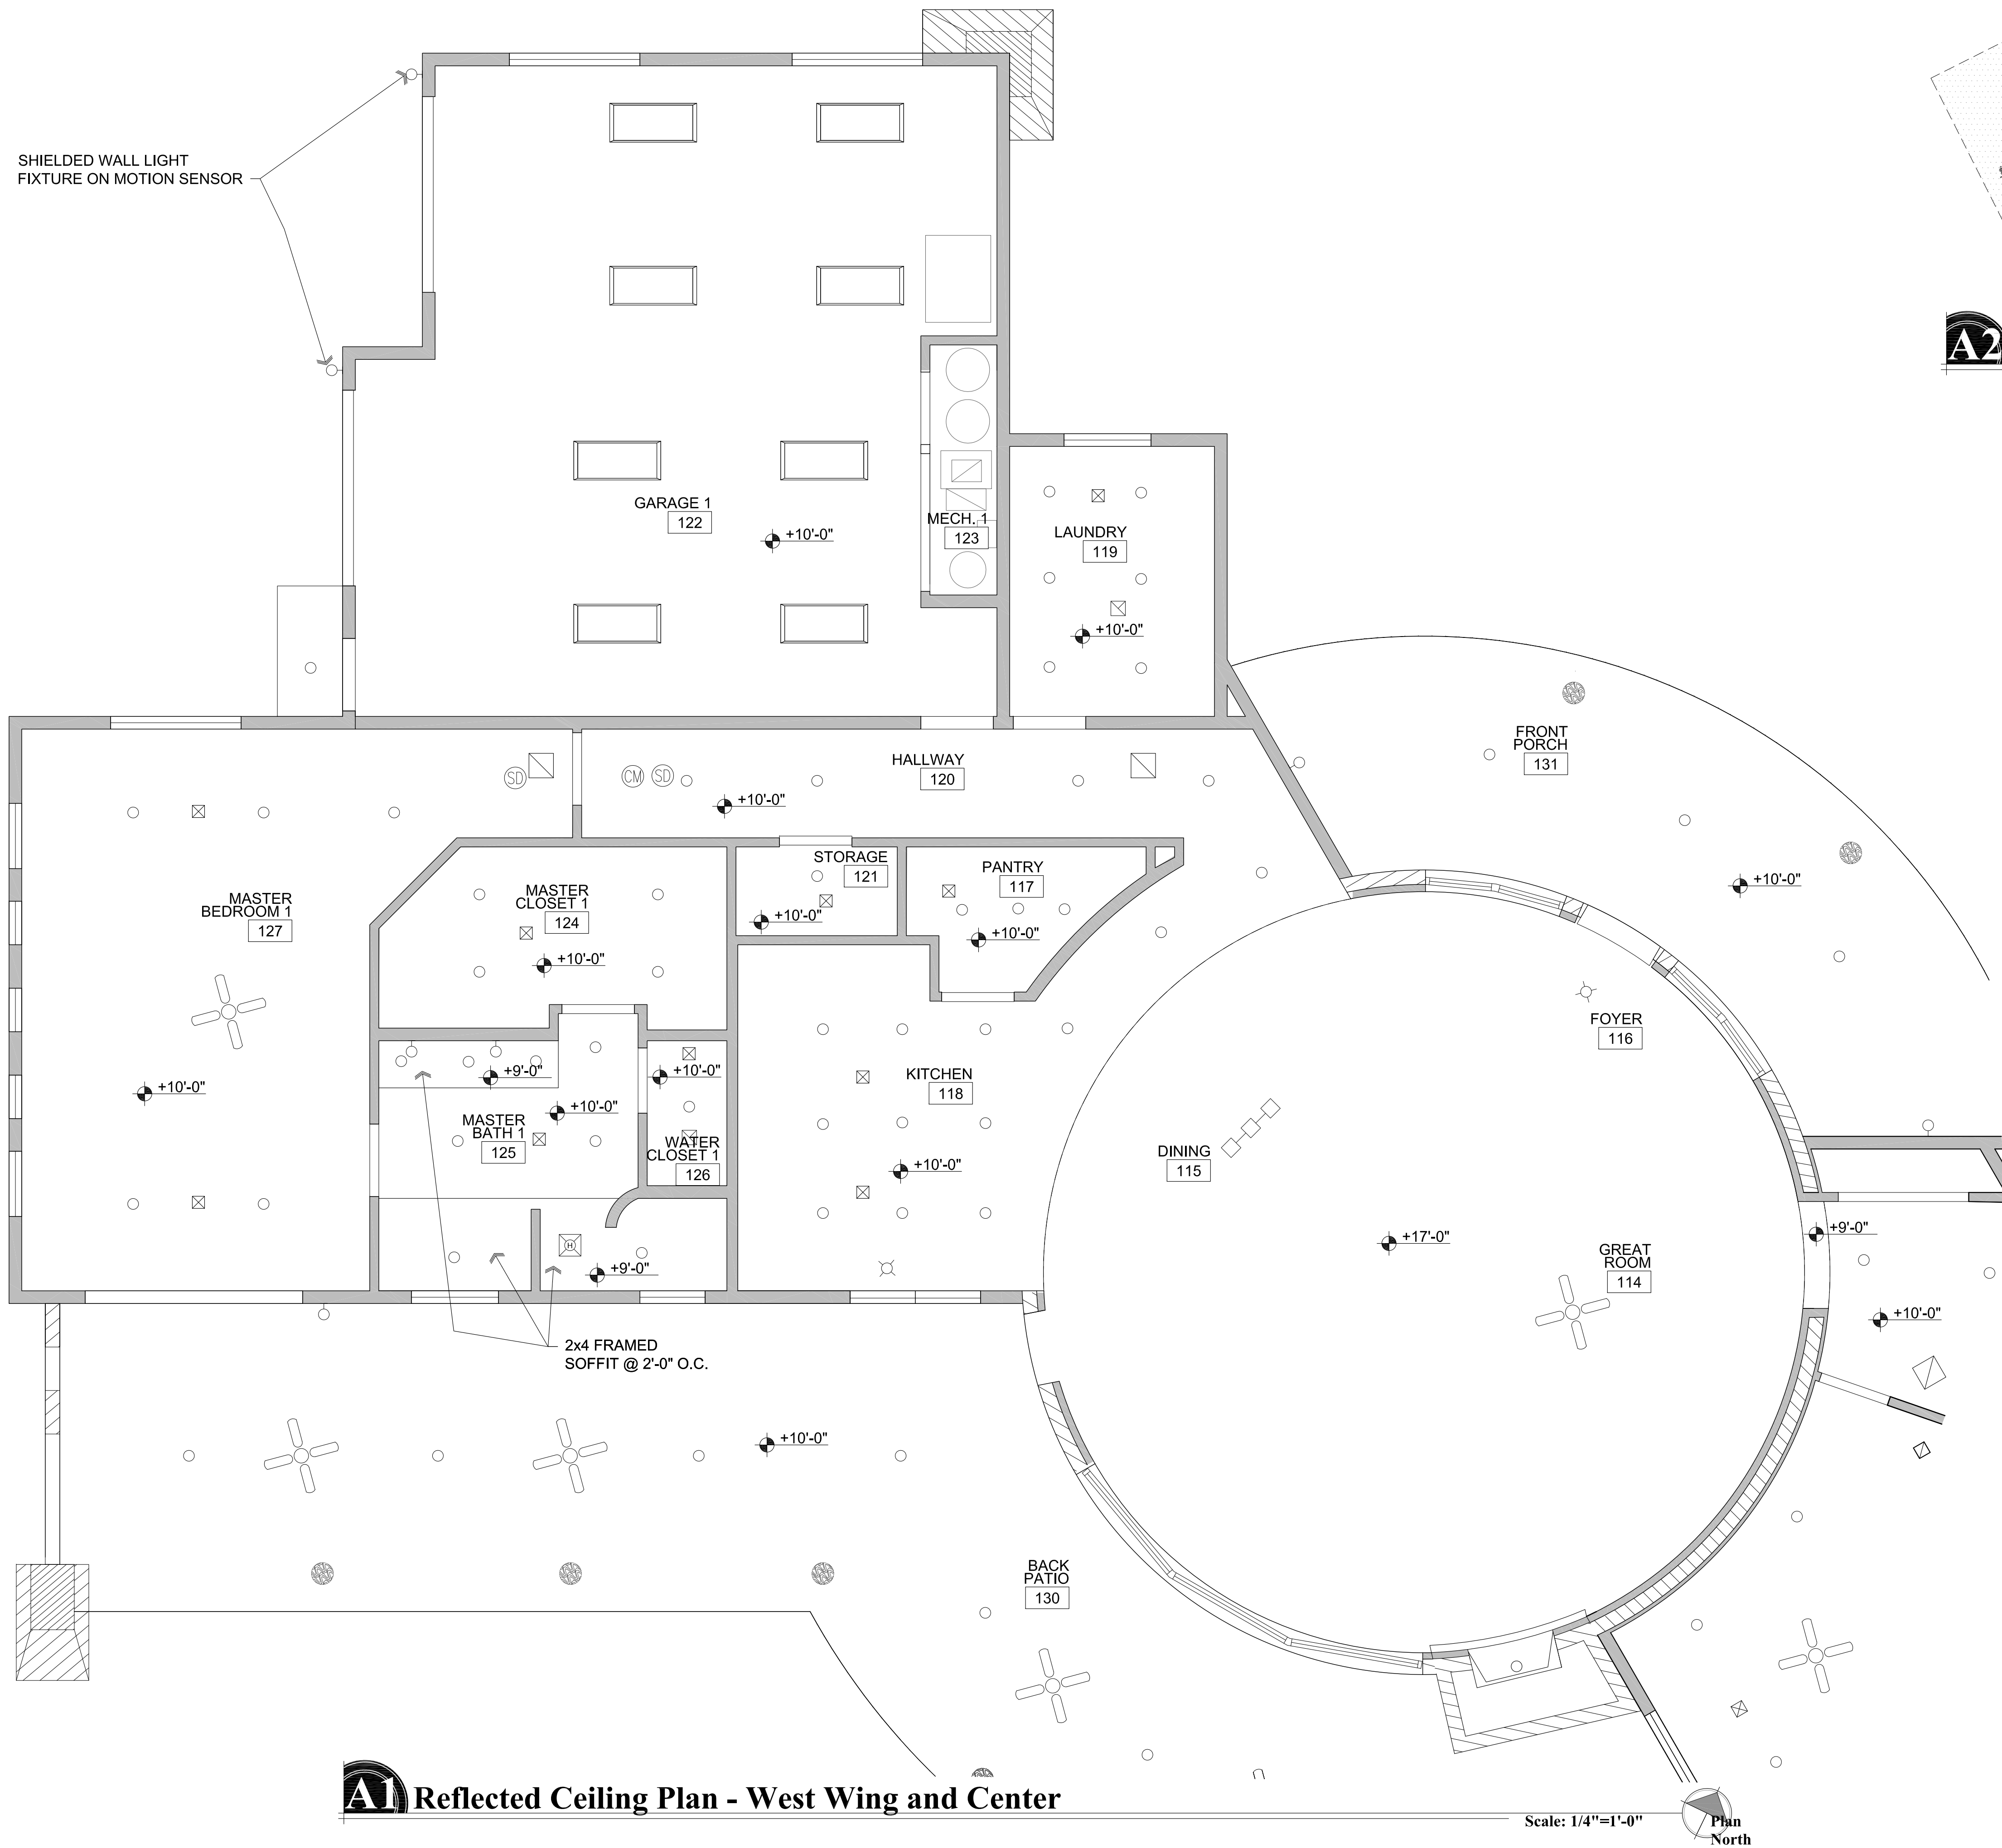 SHIELDED WALL LIGHT
FIXTURE ON MOTION SENSOR
A2
GARAGE 1
122
+10'-0"
MECH. 1
123
LAUNDRY
119
+10'-0"
FRONT
PORCH
131
+10'-0"
HALLWAY
120
+10'-0"
SD
CM
SD
MASTER
BEDROOM 1
127
+10'-0"
MASTER
CLOSET 1
124
+10'-0"
STORAGE
121
+10'-0"
PANTRY
117
+10'-0"
FOYER
116
+9'-0"
+10'-0"
+10'-0"
MASTER
BATH 1
125
WATER
CLOSET 1
126
KITCHEN
118
+10'-0"
DINING
115
+17'-0"
GREAT
ROOM
114
+9'-0"
+10'-0"
H
+9'-0"
2x4 FRAMED
SOFFIT @ 2'-0" O.C.
+10'-0"
BACK
PATIO
130
A1 Reflected Ceiling Plan - West Wing and Center
Scale: 1/4"=1'-0"
Plan
North